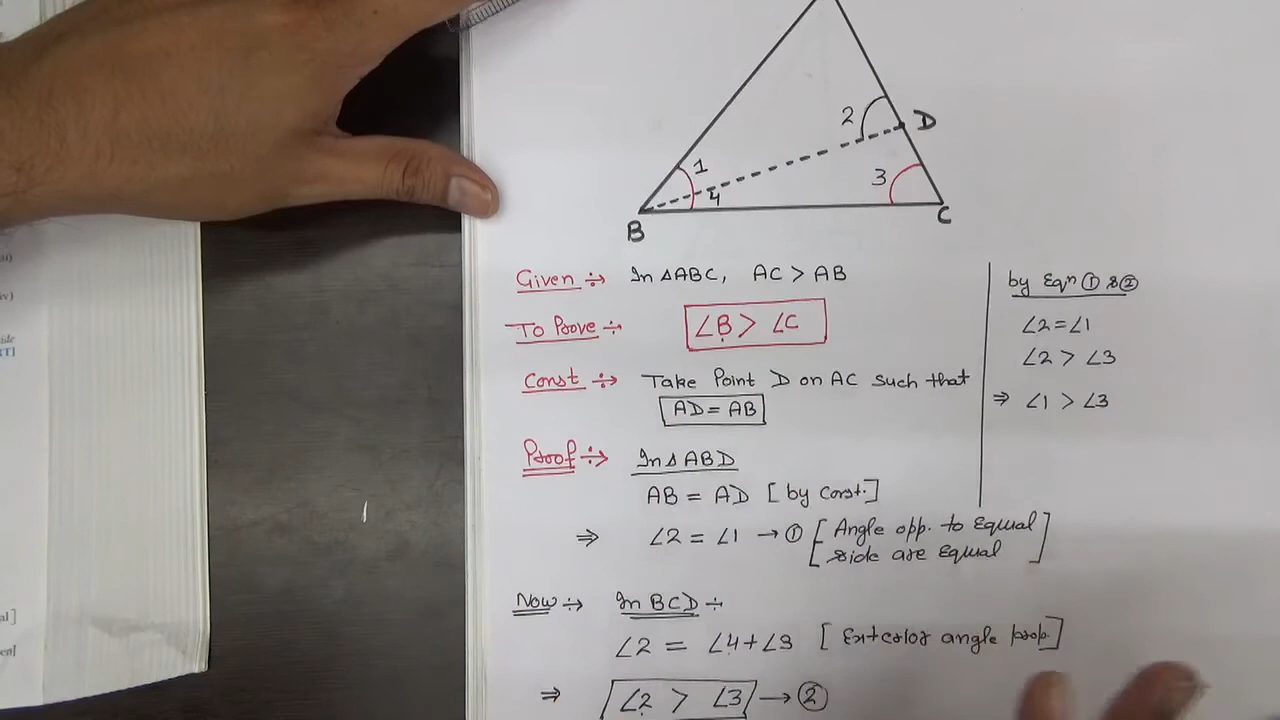 2
D
1
3
4
B
C
Given ÷ In △ABC, AC > AB
To Prove ÷ ∠B > ∠C
Const ÷ Take Point D on AC such that
AD = AB
Proof ÷ In △ ABD
AB = AD [by Const.]
⇒ ∠2 = ∠1 → ① [Angle opp. to Equal
side are Equal]
Now ÷ In BCD ÷
∠2 = ∠4+∠3 [Exterior angle prop.]
⇒ ∠2 > ∠3 → ②
by Eqⁿ ① & ②
∠2 = ∠1
∠2 > ∠3
⇒ ∠1 > ∠3